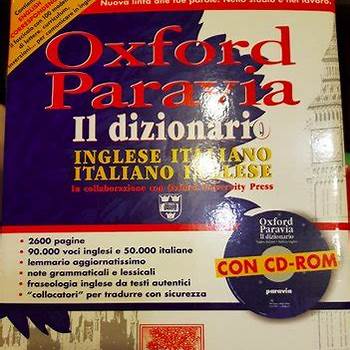 Nuova linfa alle tue parole. Nello studio e nel lavoro.
ENGLISH
CORRESPONDENCE
Oxford
Paravia
Il dizionario
INGLESE ITALIANO
ITALIANO INGLESE
In collaborazione con Oxford University Press
• 2600 pagine
• 90.000 voci inglesi e 50.000 italiane
• lemmario aggiornatissimo
• note grammaticali e lessicali
• fraseologia inglese da testi autentici
• "collocatori" per tradurre con sicurezza
Oxford
Paravia
Il dizionario
CON CD-ROM
paravia